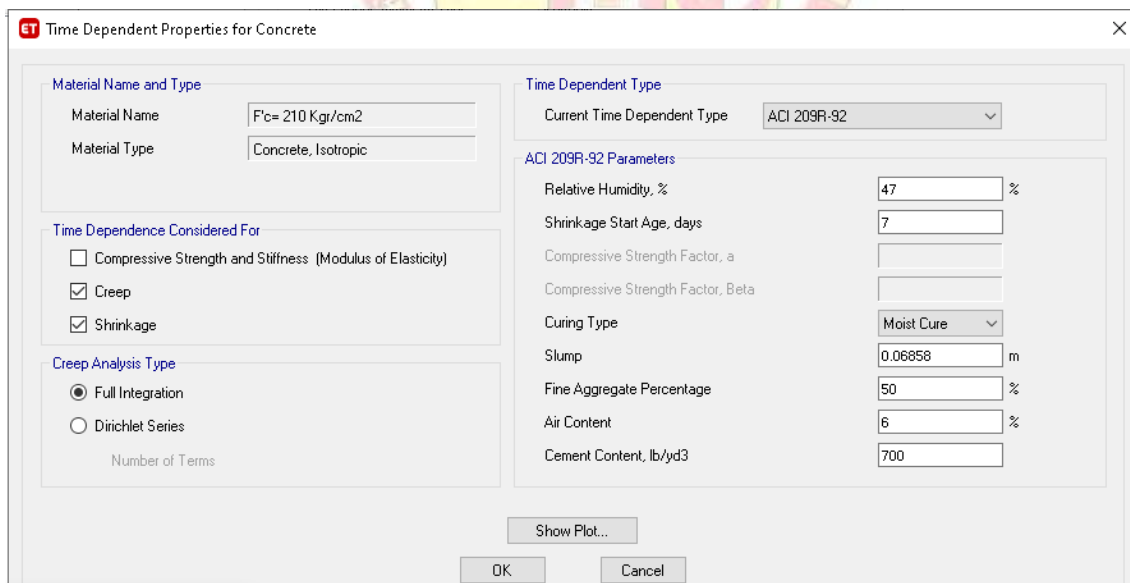 ET Time Dependent Properties for Concrete
Material Name and Type
Material Name F'c= 210 Kgr/cm2
Material Type Concrete, Isotropic
Time Dependence Considered For
Compressive Strength and Stiffness (Modulus of Elasticity)
Creep
Shrinkage
Creep Analysis Type
Full Integration
Dirichlet Series
Number of Terms
Time Dependent Type
Current Time Dependent Type ACI 209R-92
ACI 209R-92 Parameters
Relative Humidity, % 47 %
Shrinkage Start Age, days 7
Compressive Strength Factor, a
Compressive Strength Factor, Beta
Curing Type Moist Cure
Slump 0.06858 m
Fine Aggregate Percentage 50 %
Air Content 6 %
Cement Content, lb/yd3 700
Show Plot...
OK Cancel